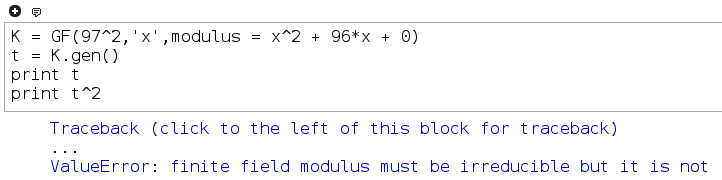 K = GF(97^2,'x',modulus = x^2 + 96*x + 0)
t = K.gen()
print t
print t^2
Traceback (click to the left of this block for traceback)
...
ValueError: finite field modulus must be irreducible but it is not